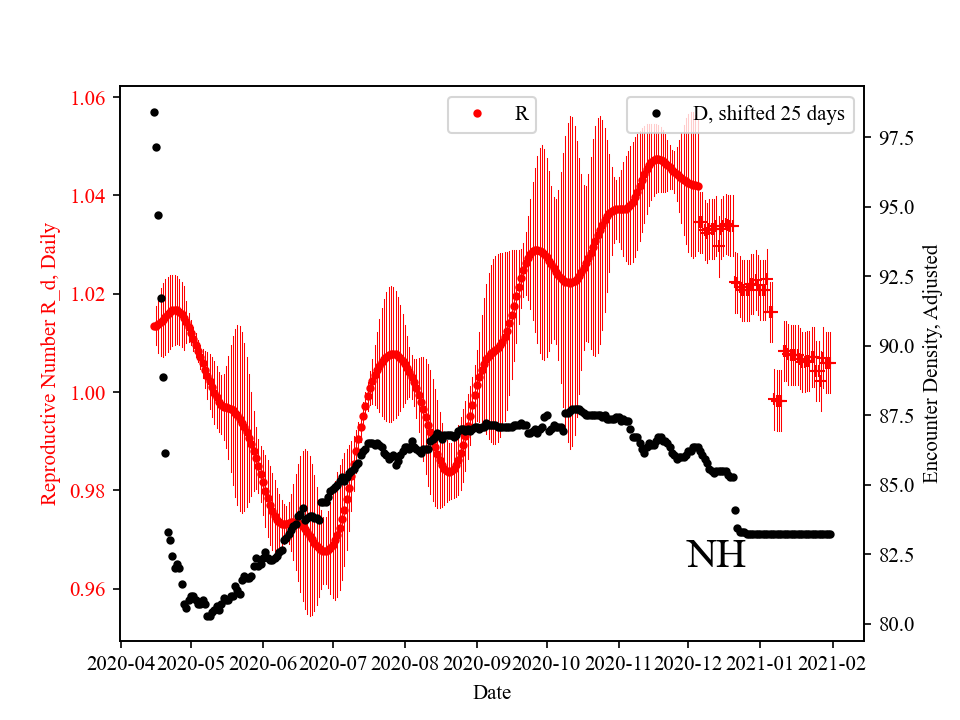 R
D, shifted 25 days
1.06
1.04
1.02
1.00
0.98
0.96
Reproductive Number R_d, Daily
97.5
95.0
92.5
90.0
87.5
85.0
82.5
80.0
Encounter Density, Adjusted
NH
2020-04 2020-05 2020-06 2020-07 2020-08 2020-09 2020-10 2020-11 2020-12 2021-01 2021-02
Date